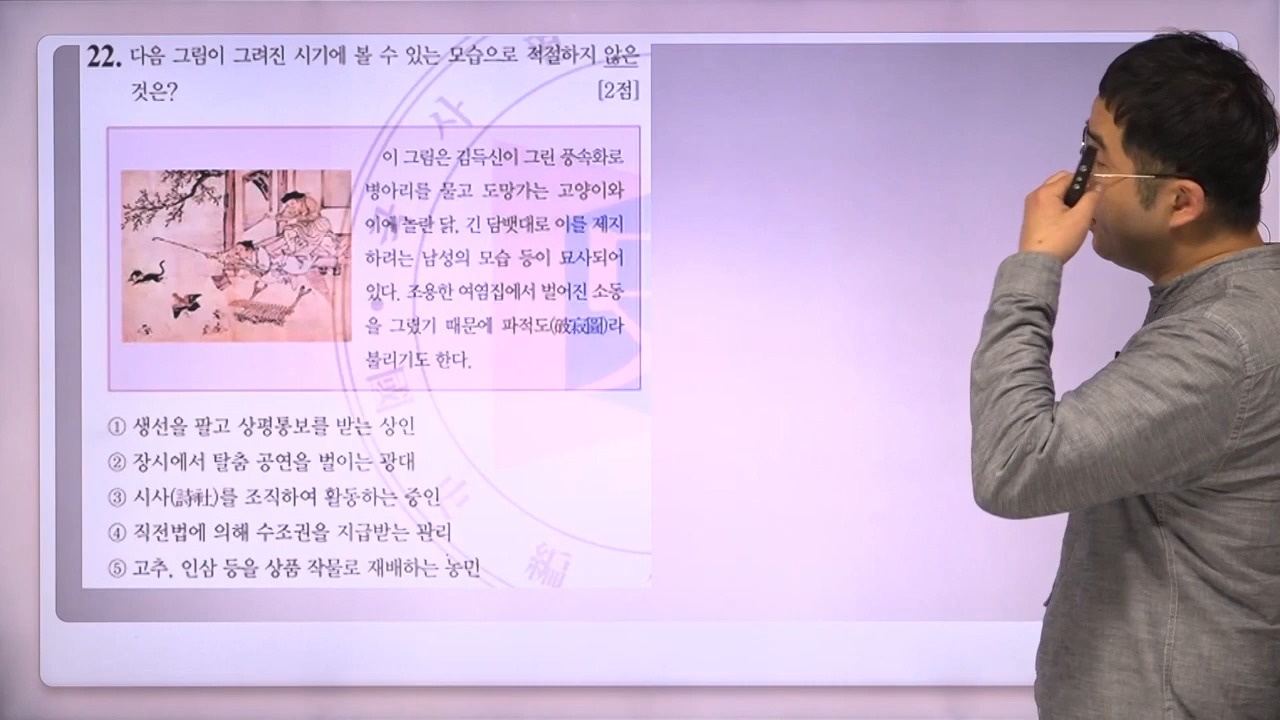 22. 다음 그림이 그려진 시기에 볼 수 있는 모습으로 적절하지 않은
것은? [2점]
이 그림은 김득신이 그린 풍속화로
병아리를 물고 도망가는 고양이와
이에 놀란 닭, 긴 담뱃대로 이를 제지
하려는 남성의 모습 등이 묘사되어
있다. 조용한 여염집에서 벌어진 소동
을 그렸기 때문에 파적도(破寂圖)라
불리기도 한다.
① 생선을 팔고 상평통보를 받는 상인
② 장시에서 탈춤 공연을 벌이는 광대
③ 시사(詩社)를 조직하여 활동하는 중인
④ 직전법에 의해 수조권을 지급받는 관리
⑤ 고추, 인삼 등을 상품 작물로 재배하는 농민